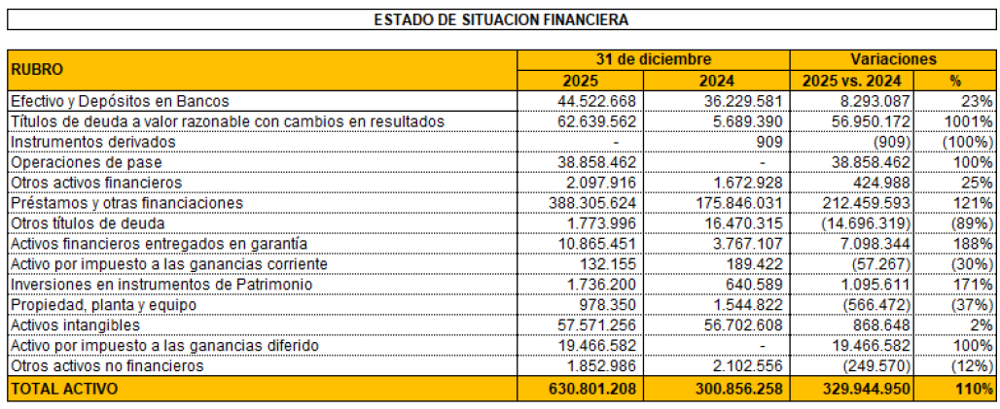 ESTADO DE SITUACION FINANCIERA
RUBRO 31 de diciembre Variaciones
2025 2024 2025 vs. 2024 %
Efectivo y Depósitos en Bancos 44.522.668 36.229.581 8.293.087 23%
Títulos de deuda a valor razonable con cambios en resultados 62.639.562 5.689.390 56.950.172 1001%
Instrumentos derivados - 909 (909) (100%)
Operaciones de pase 38.858.462 - 38.858.462 100%
Otros activos financieros 2.097.916 1.672.928 424.988 25%
Préstamos y otras financiaciones 388.305.624 175.846.031 212.459.593 121%
Otros títulos de deuda 1.773.996 16.470.315 (14.696.319) (89%)
Activos financieros entregados en garantía 10.865.451 3.767.107 7.098.344 188%
Activo por impuesto a las ganancias corriente 132.155 189.422 (57.267) (30%)
Inversiones en instrumentos de Patrimonio 1.736.200 640.589 1.095.611 171%
Propiedad, planta y equipo 978.350 1.544.822 (566.472) (37%)
Activos intangibles 57.571.256 56.702.608 868.648 2%
Activo por impuesto a las ganancias diferido 19.466.582 - 19.466.582 100%
Otros activos no financieros 1.852.986 2.102.556 (249.570) (12%)
TOTAL ACTIVO 630.801.208 300.856.258 329.944.950 110%